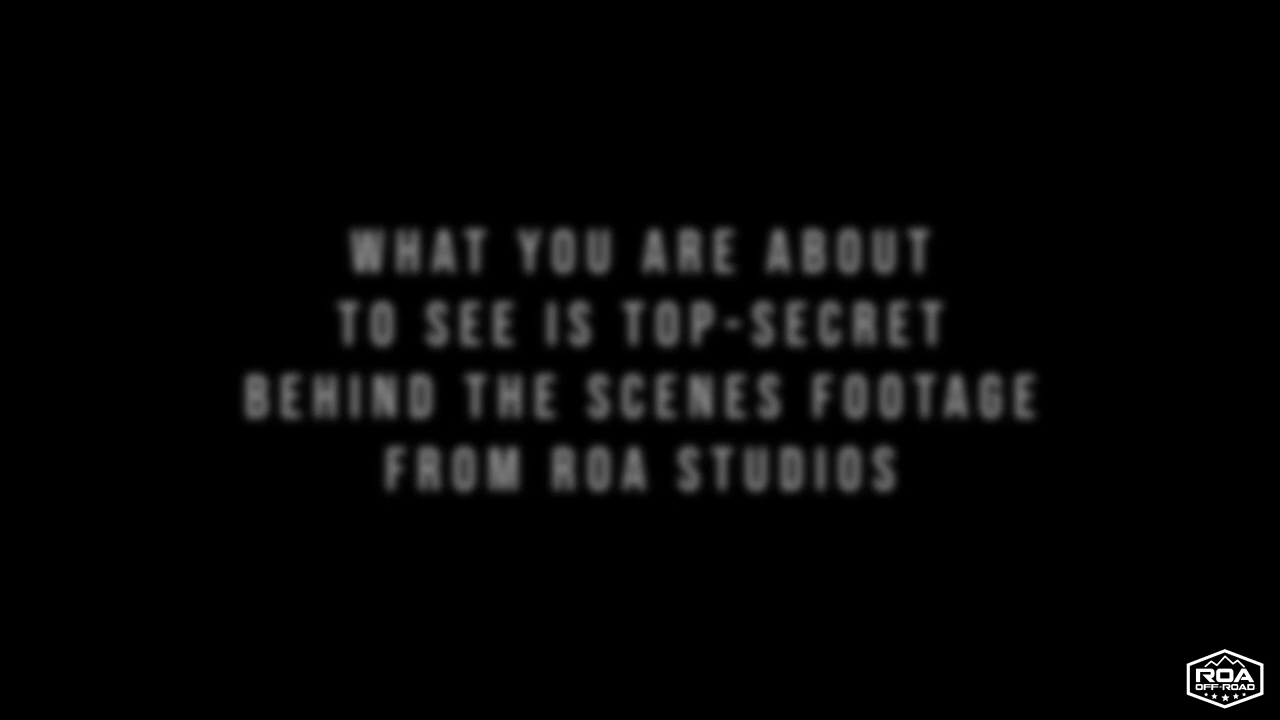 WHAT YOU ARE ABOUT
TO SEE IS TOP-SECRET
BEHIND THE SCENES FOOTAGE
FROM ROA STUDIOS
ROA
OFF-ROAD